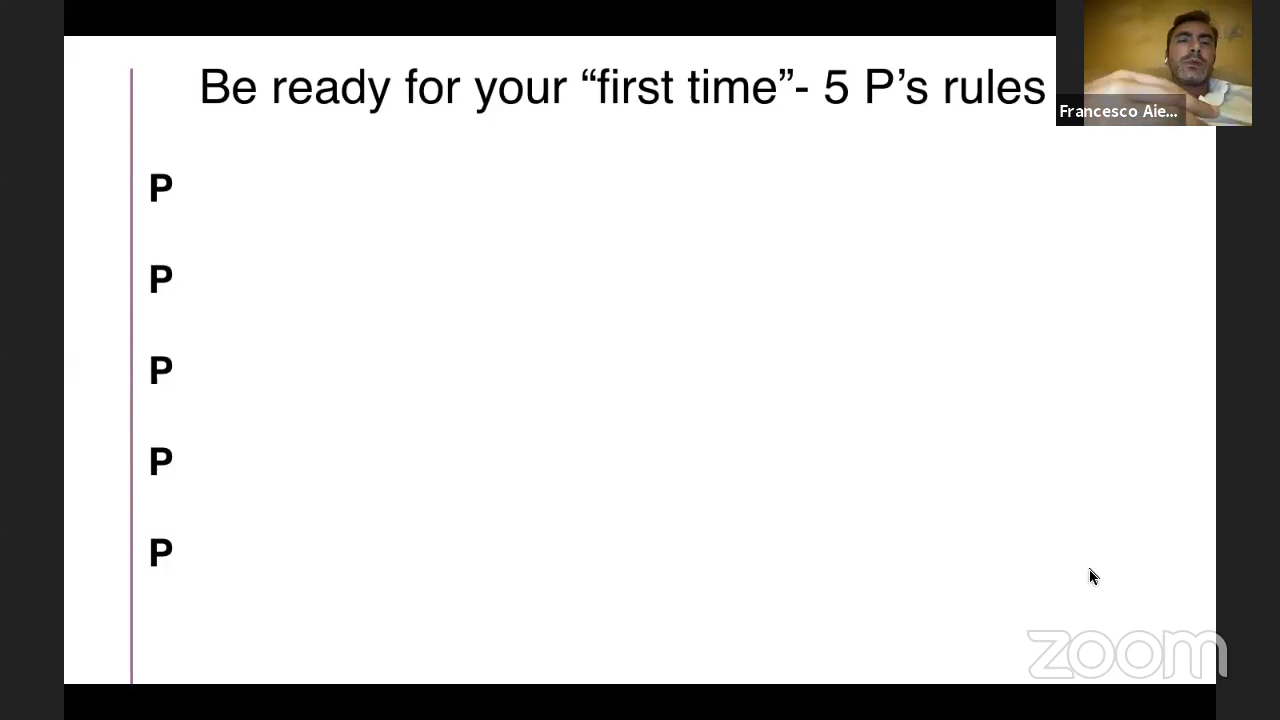 Be ready for your “first time”- 5 P’s rules
Francesco Aie...
P
P
P
P
P
zoom